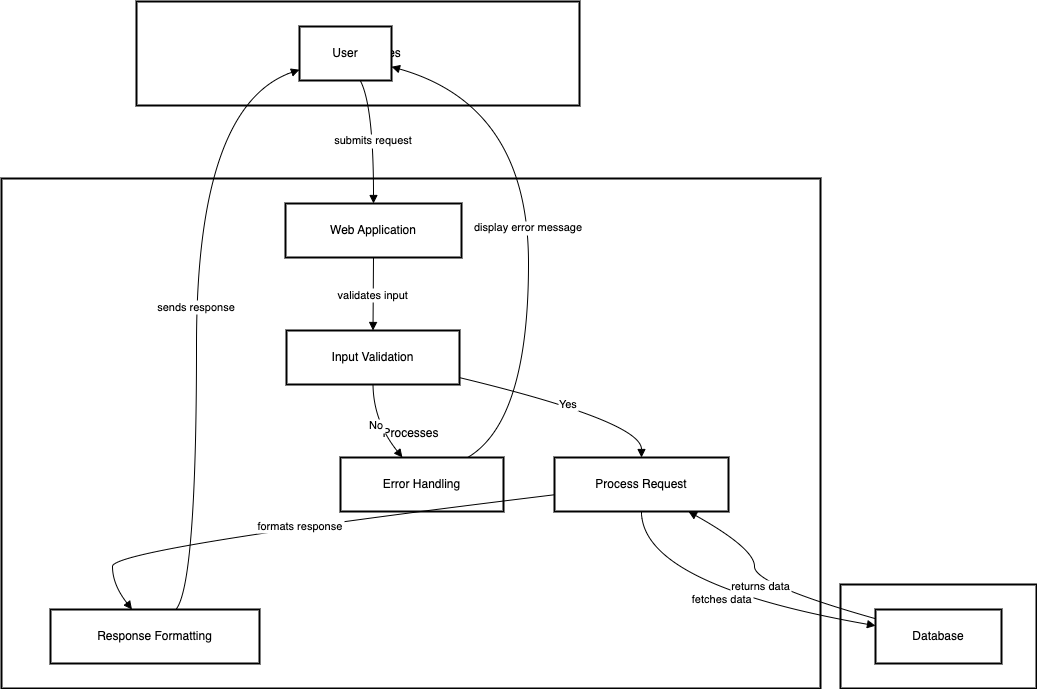 User
submits request
Web Application
display error message
validates input
sends response
Input Validation
Yes
No
Processes
Error Handling
Process Request
formats response
returns data
fetches data
Response Formatting
Database